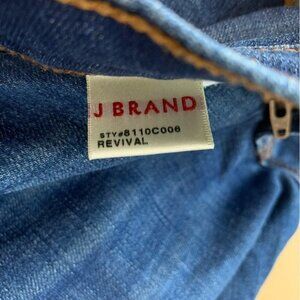 J BRAND
STY#8110C006
REVIVAL